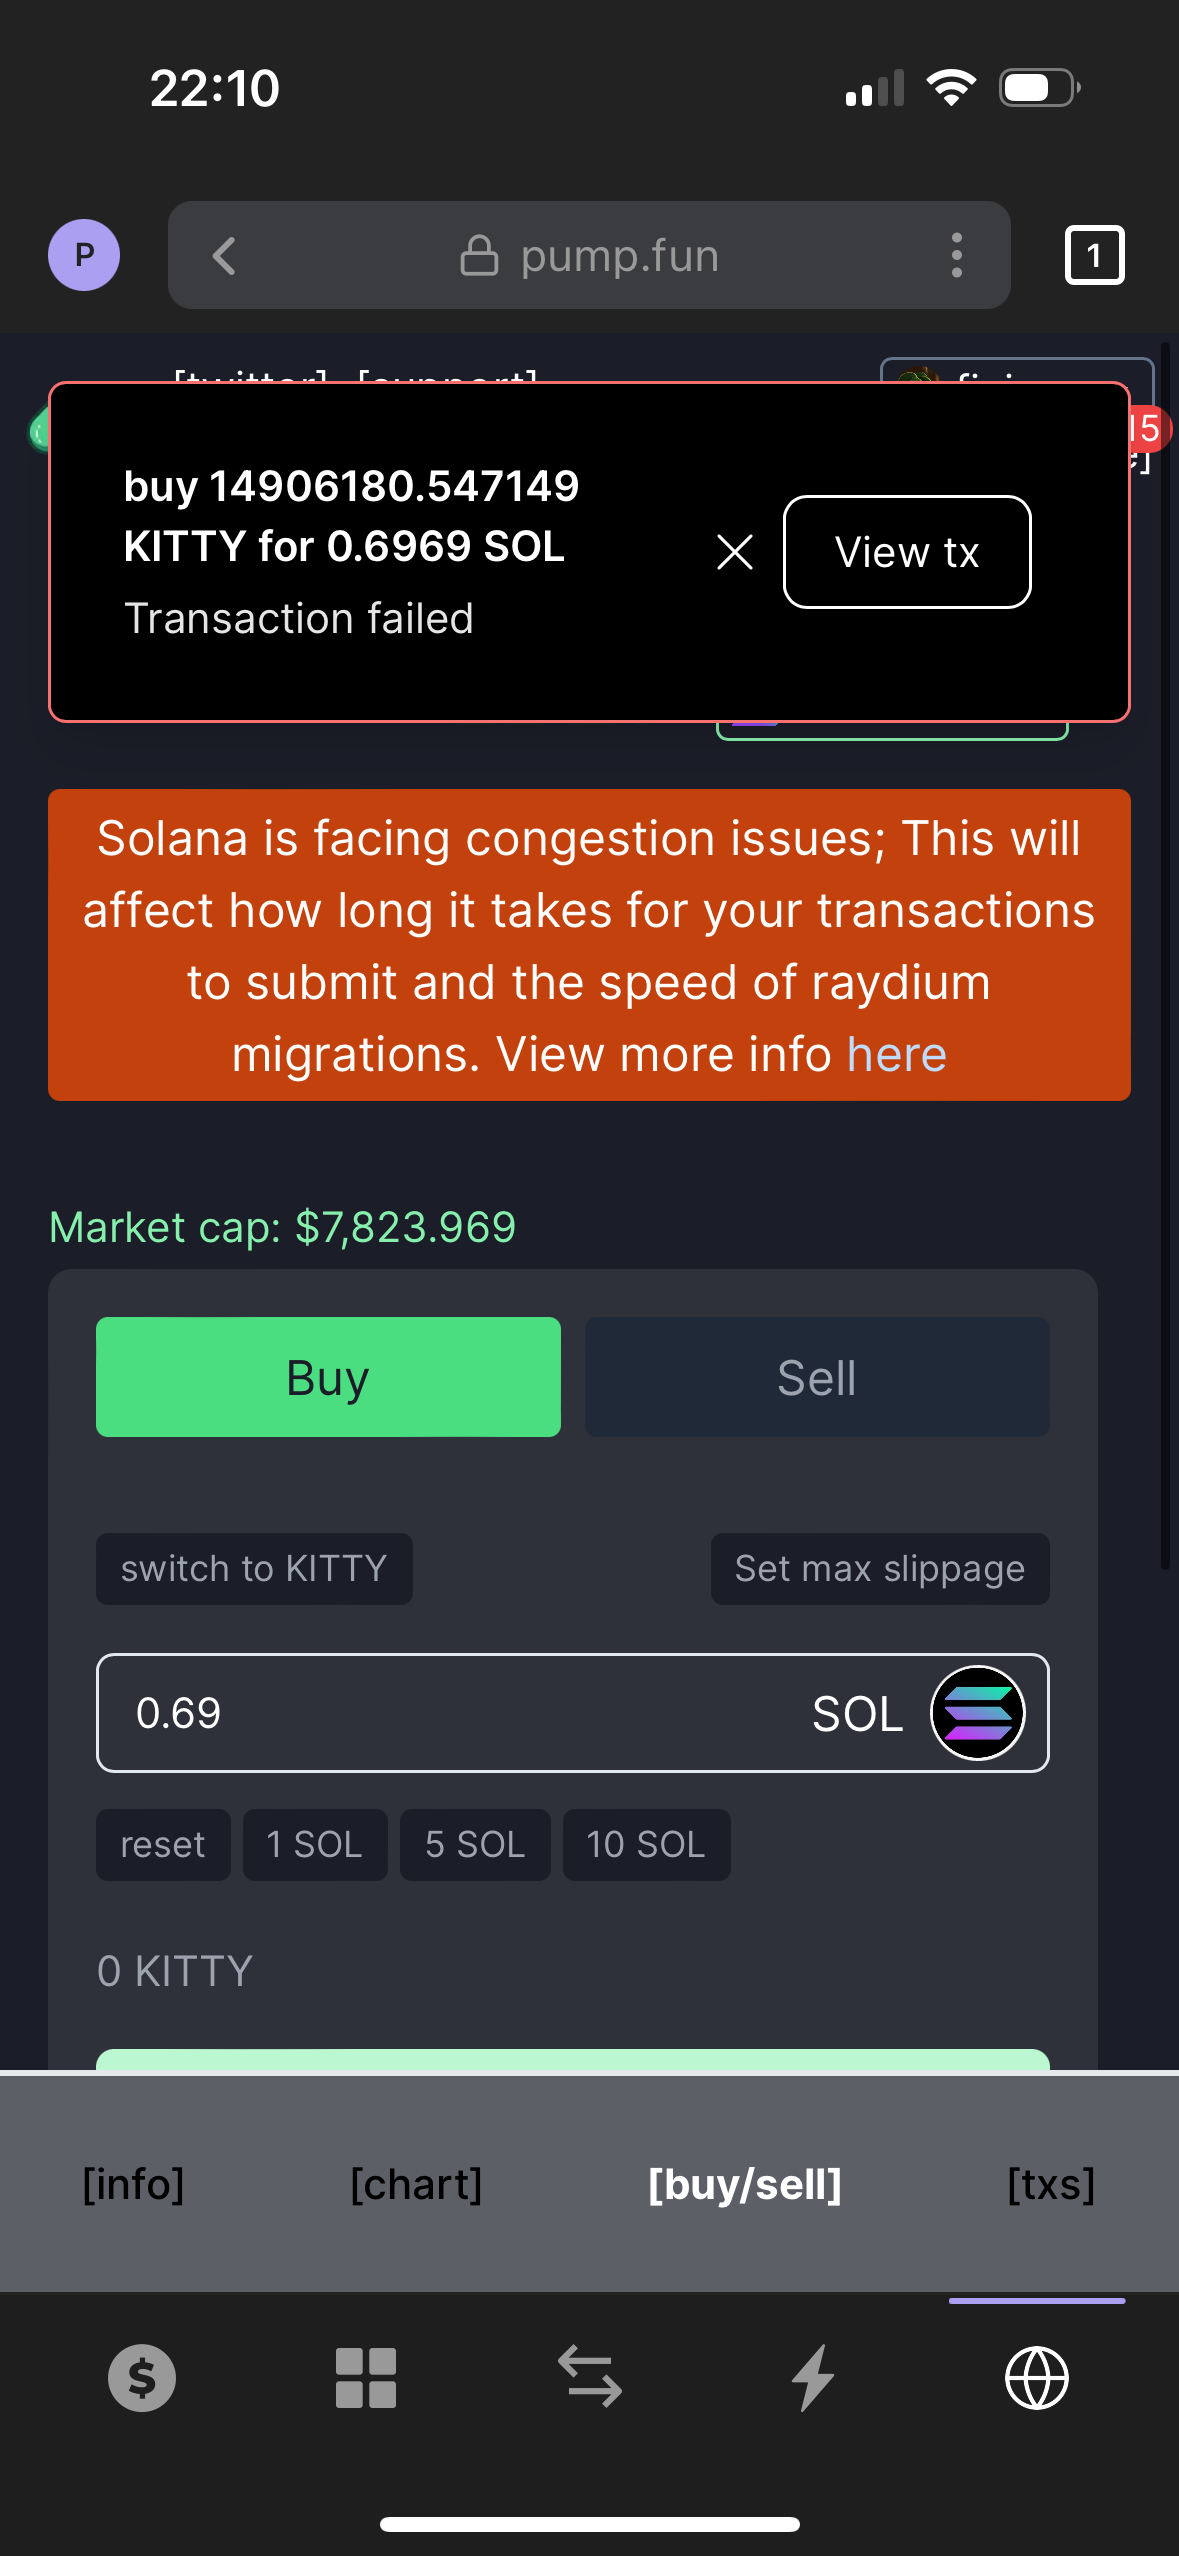 22:10
P
pump.fun
1
[twitter] [support]
15
e]
buy 14906180.547149
KITTY for 0.6969 SOL
View tx
Transaction failed
Solana is facing congestion issues; This will
affect how long it takes for your transactions
to submit and the speed of raydium
migrations. View more info here
Market cap: $7,823.969
Buy
Sell
switch to KITTY
Set max slippage
0.69
SOL
reset
1 SOL
5 SOL
10 SOL
0 KITTY
[info]
[chart]
[buy/sell]
[txs]